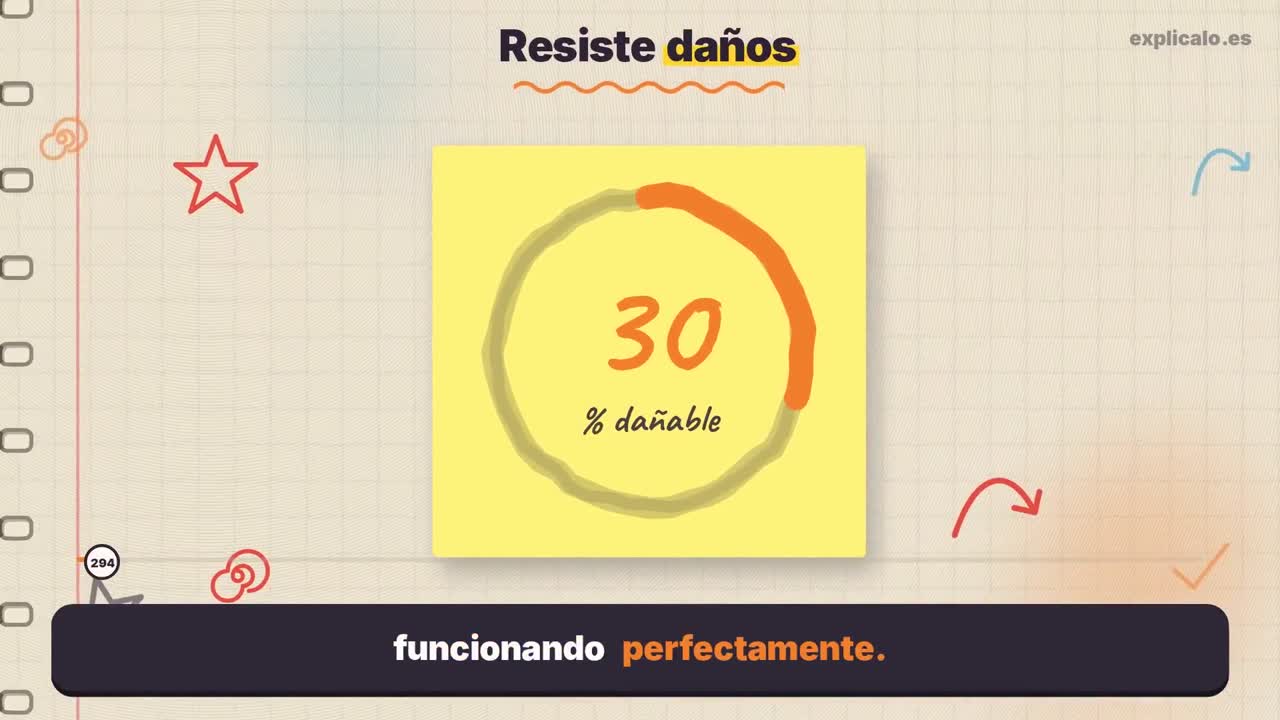 Resiste daños
explicalo.es
30
% dañable
294
funcionando perfectamente.